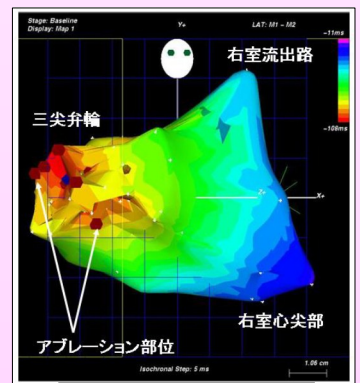 Stage: Baseline
Display: Map 1
Y+
LAT: M1 - M2
-11ms
右室流出路
三尖弁輪
-108ms
X+
右室心尖部
アブレーション部位
Isochronal Step: 5 ms
1.06 cm